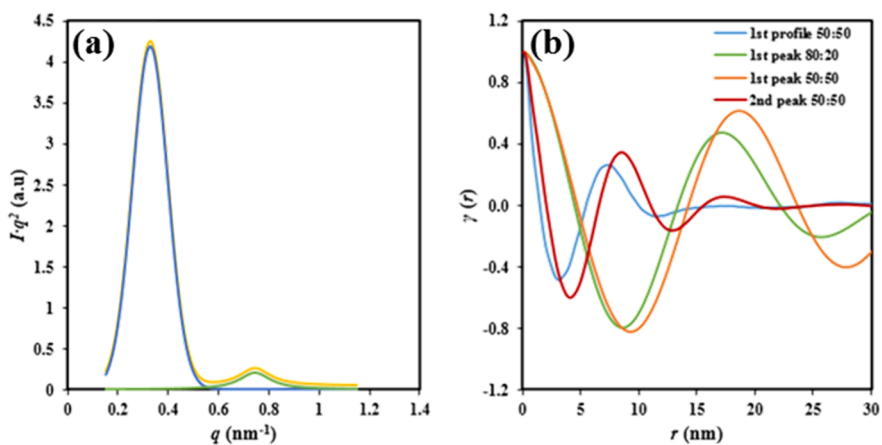 (a)
4.5
4
3.5
3
2.5
2
1.5
1
0.5
0
I·q² (a.u)
0 0.2 0.4 0.6 0.8 1 1.2 1.4
q (nm⁻¹)
(b)
1st profile 50:50
1st peak 80:20
1st peak 50:50
2nd peak 50:50
1.2
0.8
0.4
0.0
-0.4
-0.8
-1.2
γ (r)
0 5 10 15 20 25 30
r (nm)